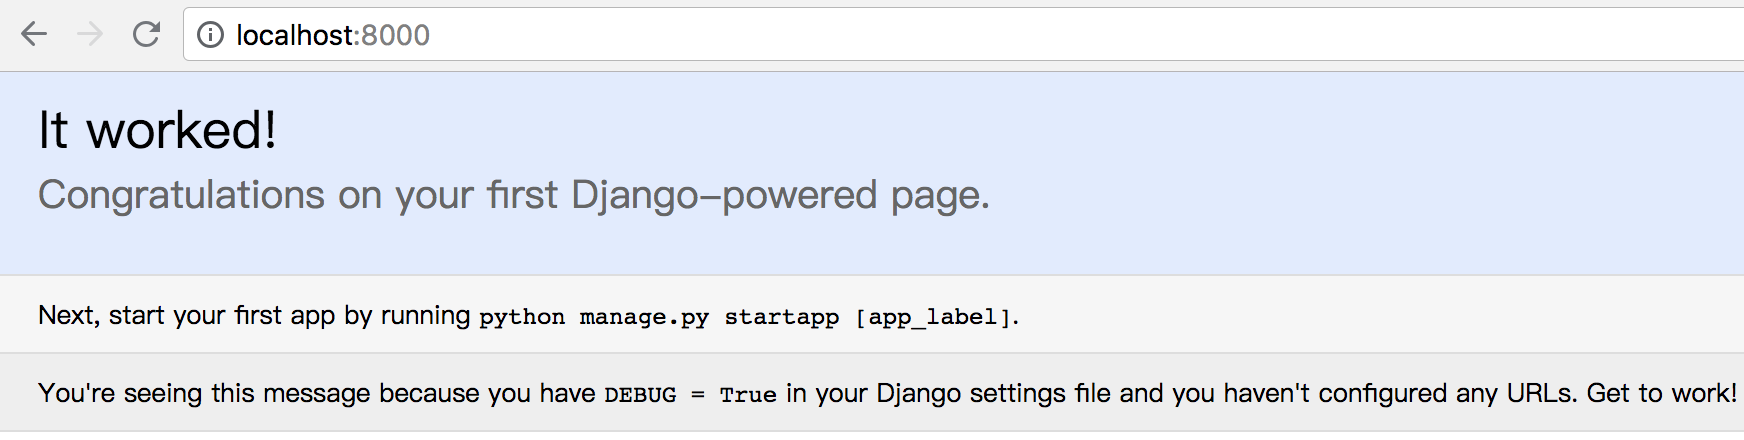 localhost:8000
It worked!
Congratulations on your first Django-powered page.
Next, start your first app by running python manage.py startapp [app_label].
You're seeing this message because you have DEBUG = True in your Django settings file and you haven't configured any URLs. Get to work!